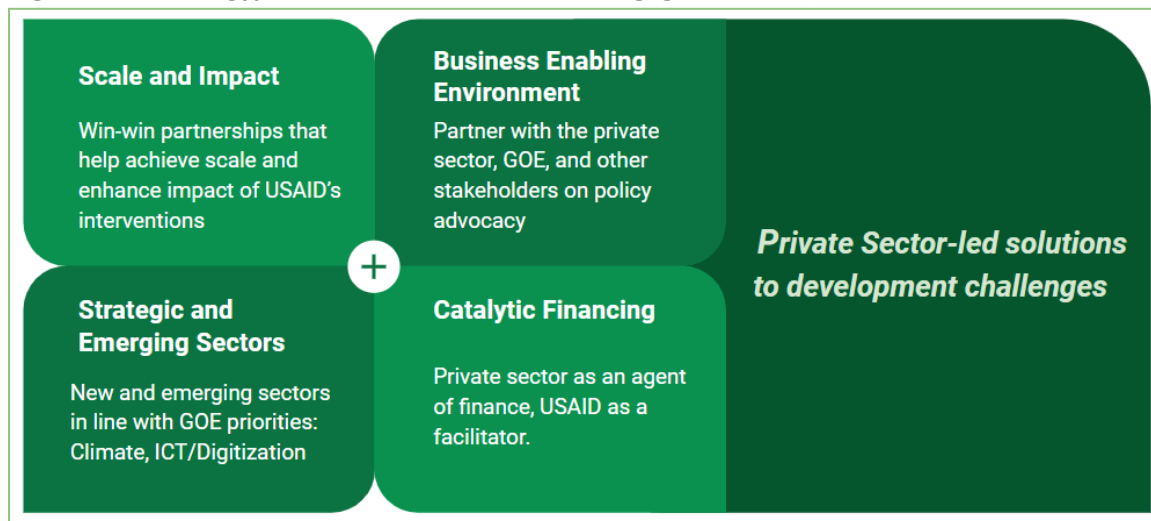 Scale and Impact
Win-win partnerships that
help achieve scale and
enhance impact of USAID's
interventions
Business Enabling
Environment
Partner with the private
sector, GOE, and other
stakeholders on policy
advocacy
Strategic and
Emerging Sectors
New and emerging sectors
in line with GOE priorities:
Climate, ICT/Digitization
Catalytic Financing
Private sector as an agent
of finance, USAID as a
facilitator.
+
Private Sector-led solutions
to development challenges